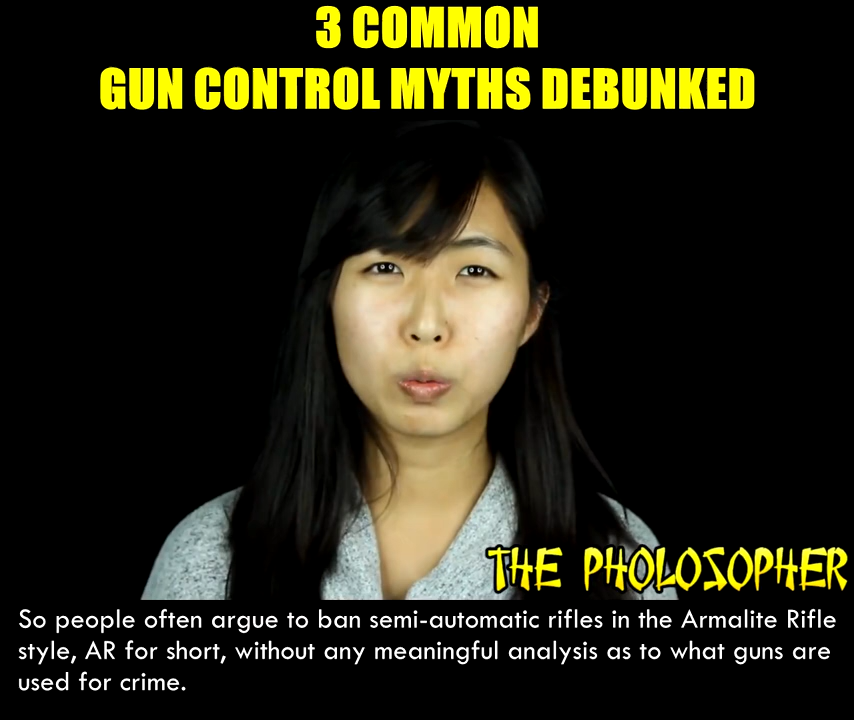 3 COMMON
GUN CONTROL MYTHS DEBUNKED
THE PHOLOSOPHER
So people often argue to ban semi-automatic rifles in the Armalite Rifle
style, AR for short, without any meaningful analysis as to what guns are
used for crime.